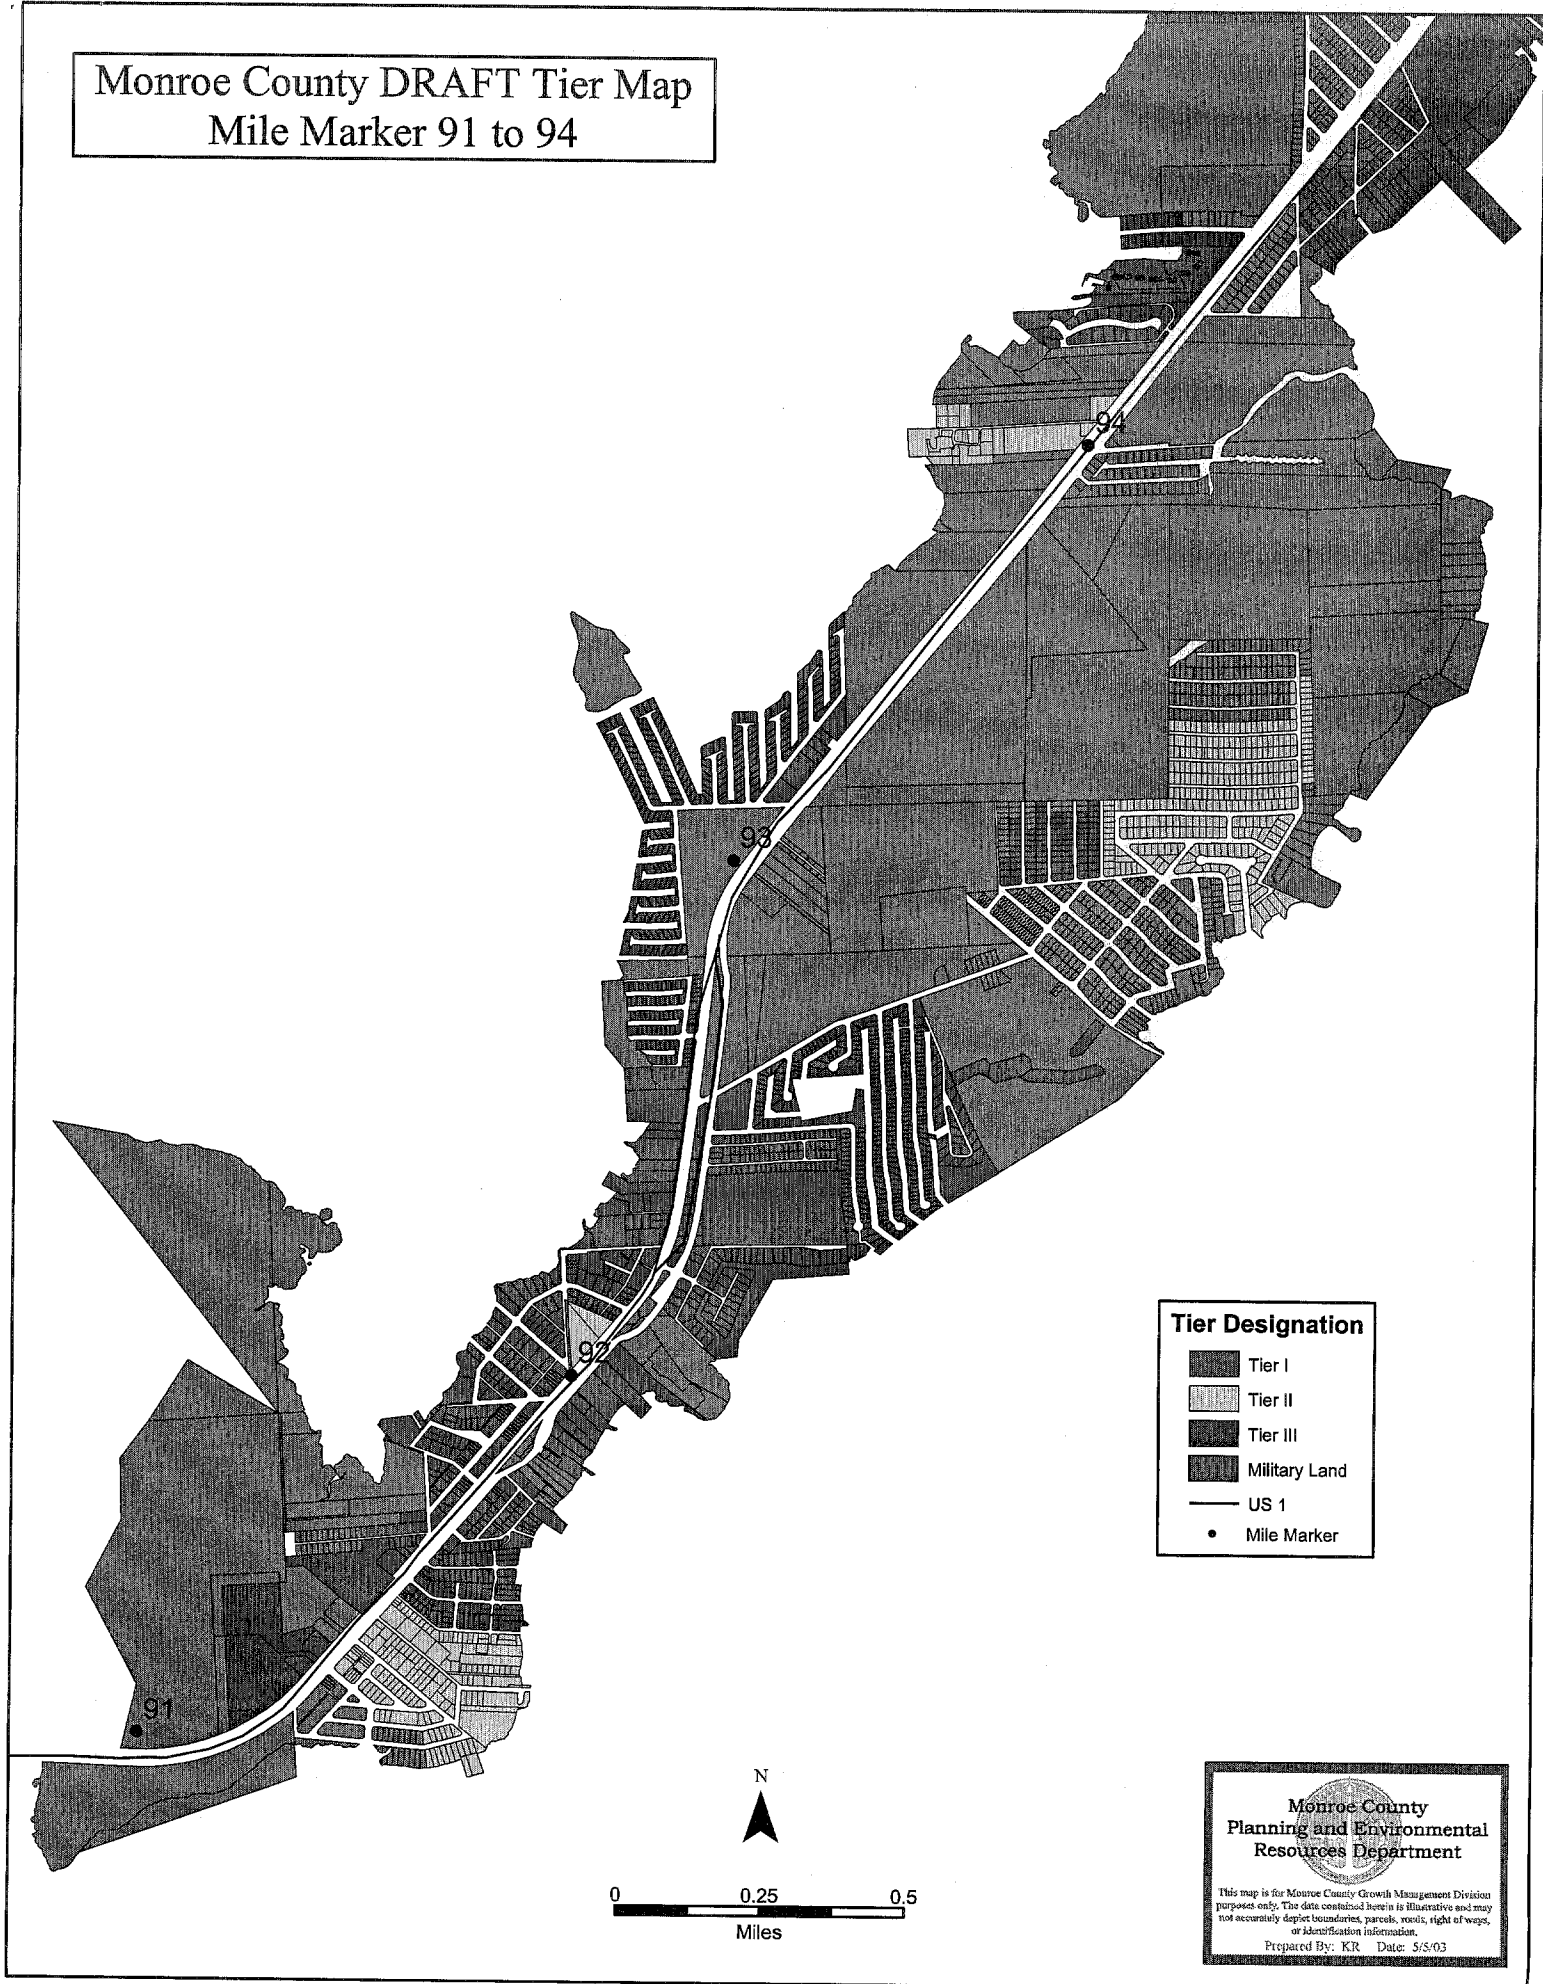 Monroe County DRAFT Tier Map
Mile Marker 91 to 94
94
93
92
91
Tier Designation
Tier I
Tier II
Tier III
Military Land
US 1
Mile Marker
N
0 0.25 0.5
Miles
Monroe County
Planning and Environmental
Resources Department
This map is for Monroe County Growth Management Division
purposes only. The data contained herein is illustrative and may
not accurately depict boundaries, parcels, roads, right of ways,
or identification information.
Prepared By: KR Date: 5/5/03